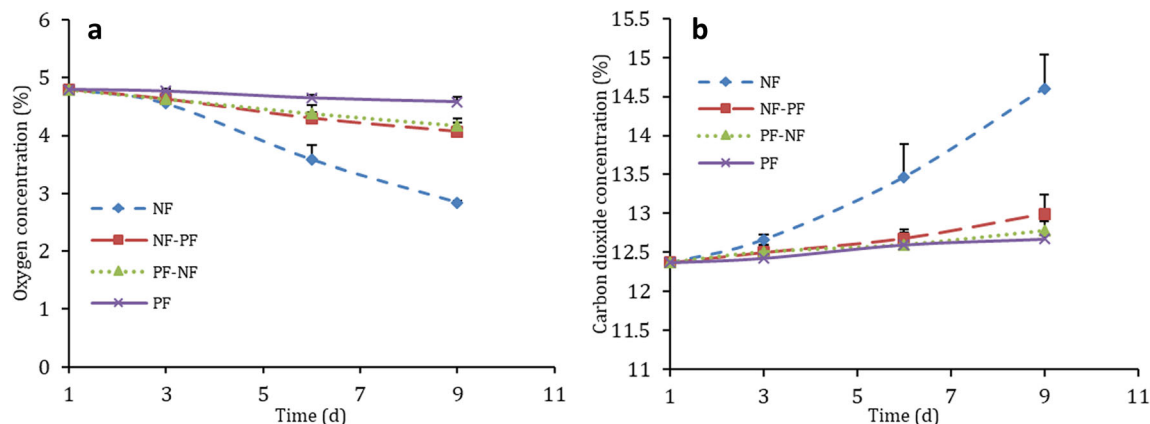 a
Oxygen concentration (%)
6
5
4
3
2
1
0
NF
NF-PF
PF-NF
PF
1 3 5 7 9 11
Time (d)
b
Carbon dioxide concentration (%)
15.5
15
14.5
14
13.5
13
12.5
12
11.5
11
NF
NF-PF
PF-NF
PF
1 3 5 7 9 11
Time (d)